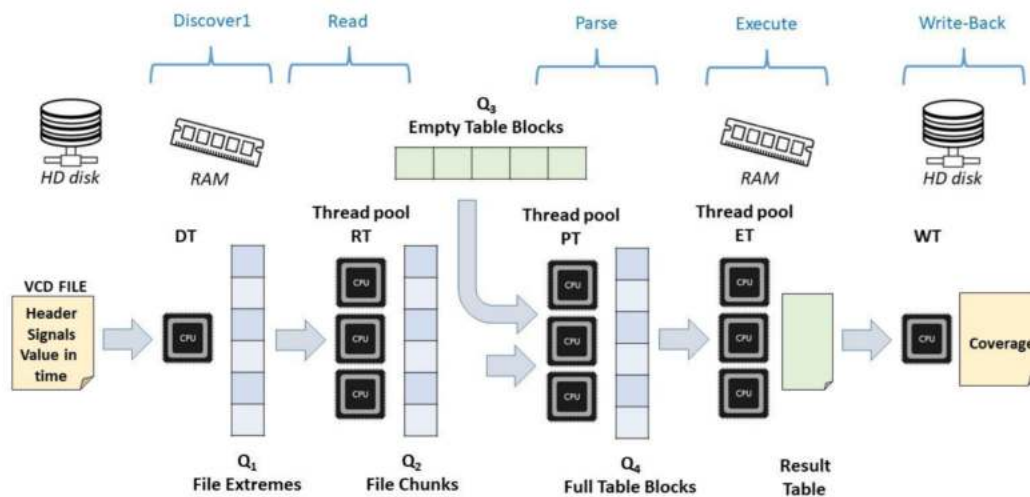 Discover1
Read
Parse
Execute
Write-Back
Q3
Empty Table Blocks
HD disk
RAM
RAM
HD disk
Thread pool
RT
Thread pool
PT
Thread pool
ET
DT
WT
VCD FILE
Header
Signals
Value in
time
CPU
CPU
CPU
CPU
CPU
CPU
CPU
CPU
CPU
CPU
CPU
Coverage
Q1
File Extremes
Q2
File Chunks
Q4
Full Table Blocks
Result
Table